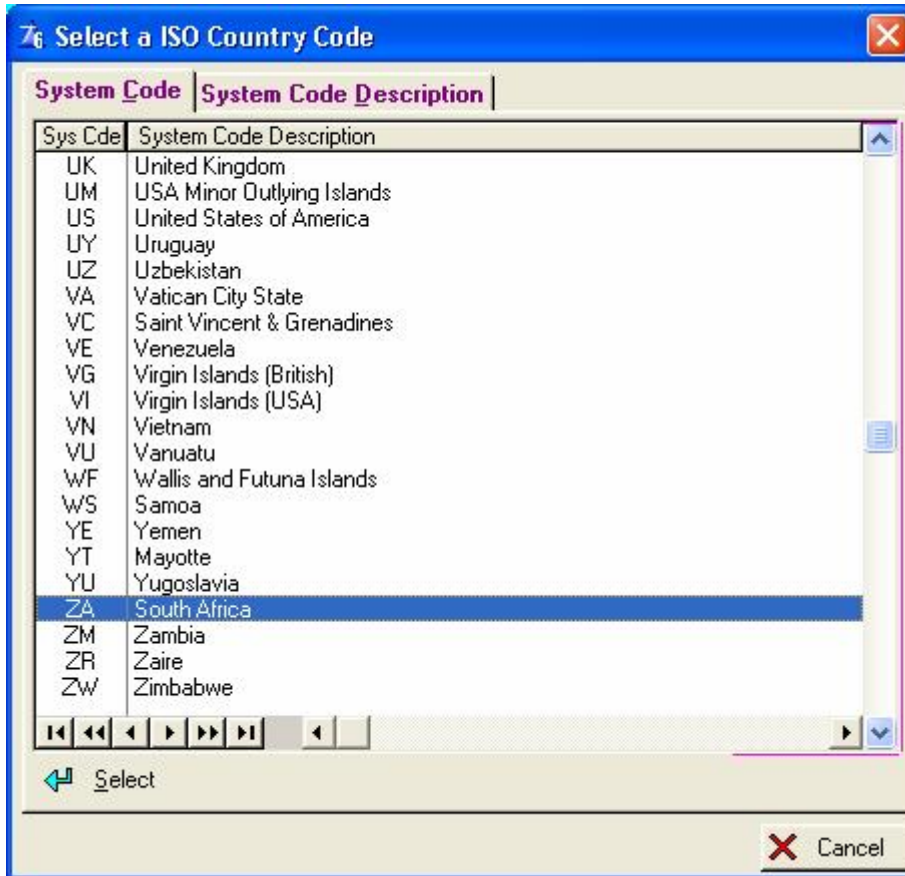 Select a ISO Country Code
System Code System Code Description
Sys Cde System Code Description
UK United Kingdom
UM USA Minor Outlying Islands
US United States of America
UY Uruguay
UZ Uzbekistan
VA Vatican City State
VC Saint Vincent & Grenadines
VE Venezuela
VG Virgin Islands (British)
VI Virgin Islands (USA)
VN Vietnam
VU Vanuatu
WF Wallis and Futuna Islands
WS Samoa
YE Yemen
YT Mayotte
YU Yugoslavia
ZA South Africa
ZM Zambia
ZR Zaire
ZW Zimbabwe
Select
Cancel